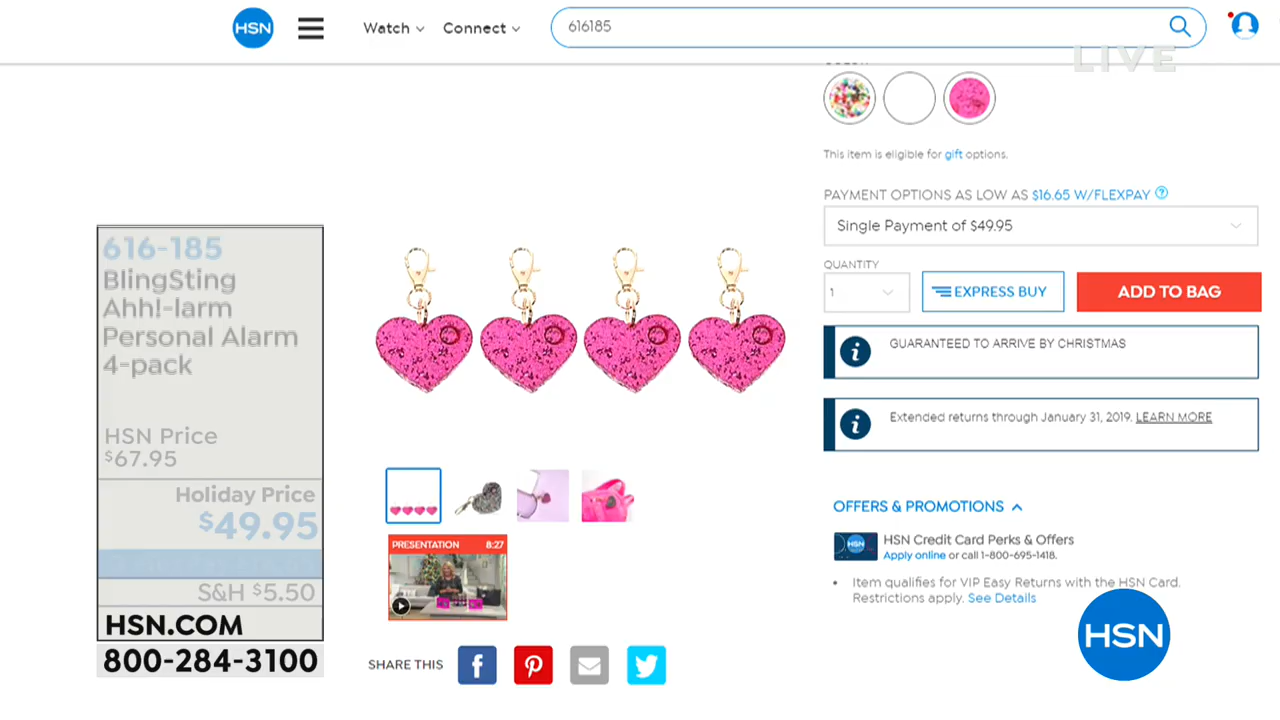 HSN
Watch
Connect
616185
LIVE
This item is eligible for gift options.
PAYMENT OPTIONS AS LOW AS $16.65 W/FLEXPAY ?
Single Payment of $49.95
QUANTITY
1
EXPRESS BUY
ADD TO BAG
i GUARANTEED TO ARRIVE BY CHRISTMAS
i Extended returns through January 31, 2019. LEARN MORE
OFFERS & PROMOTIONS
HSN
HSN Credit Card Perks & Offers
Apply online or call 1-800-695-1418.
• Item qualifies for VIP Easy Returns with the HSN Card.
Restrictions apply. See Details
616-185
BlingSting
Ahh!-larm
Personal Alarm
4-pack
HSN Price
$67.95
Holiday Price
$49.95
S&H $5.50
HSN.COM
800-284-3100
PRESENTATION 8:27
SHARE THIS
HSN